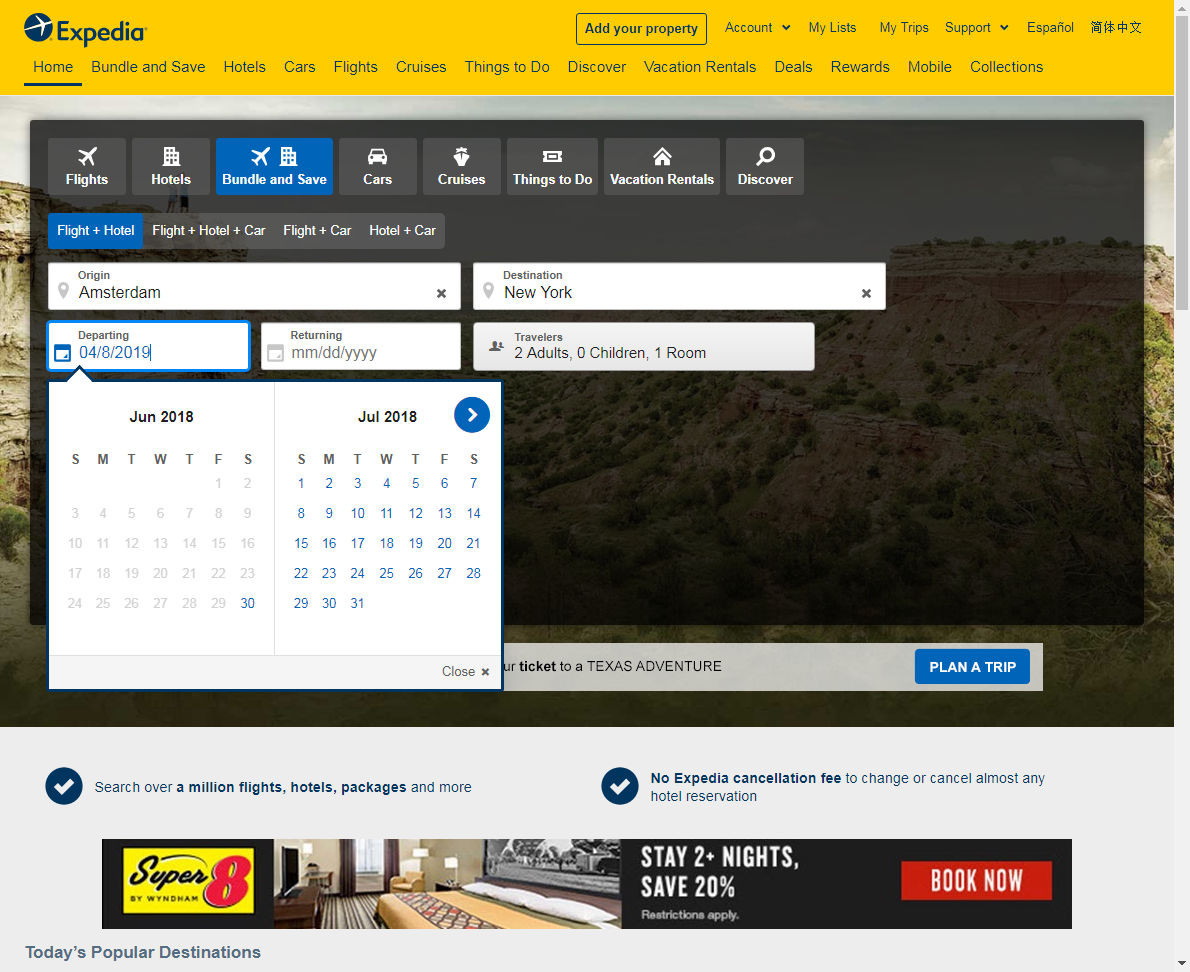 Expedia
Add your property
Account
My Lists
My Trips
Support
Español
简体中文
Home
Bundle and Save
Hotels
Cars
Flights
Cruises
Things to Do
Discover
Vacation Rentals
Deals
Rewards
Mobile
Collections
Flights
Hotels
Bundle and Save
Cars
Cruises
Things to Do
Vacation Rentals
Discover
Flight + Hotel
Flight + Hotel + Car
Flight + Car
Hotel + Car
Origin
Amsterdam
Destination
New York
Departing
04/8/2019
Returning
mm/dd/yyyy
Travelers
2 Adults, 0 Children, 1 Room
Jun 2018
S M T W T F S
1 2
3 4 5 6 7 8 9
10 11 12 13 14 15 16
17 18 19 20 21 22 23
24 25 26 27 28 29 30
Jul 2018
S M T W T F S
1 2 3 4 5 6 7
8 9 10 11 12 13 14
15 16 17 18 19 20 21
22 23 24 25 26 27 28
29 30 31
Close
ur ticket to a TEXAS ADVENTURE
PLAN A TRIP
Search over a million flights, hotels, packages and more
No Expedia cancellation fee to change or cancel almost any
hotel reservation
Super 8
BY WYNDHAM
STAY 2+ NIGHTS,
SAVE 20%
Restrictions apply.
BOOK NOW
Today's Popular Destinations